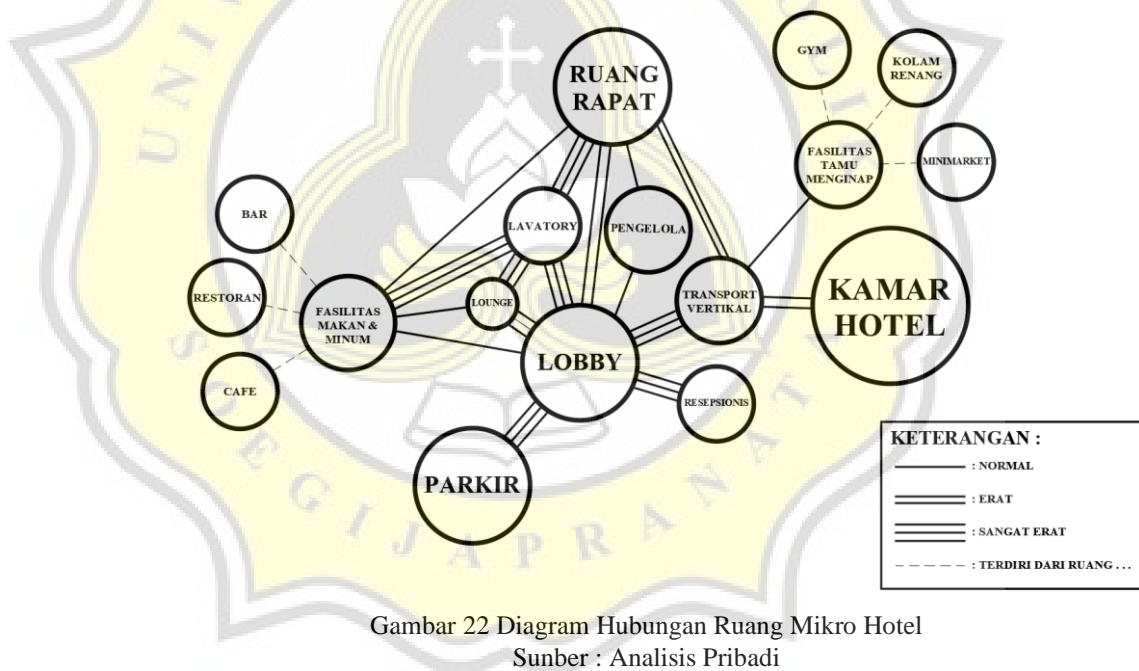 GYM
KOLAM
RENANG
RUANG
RAPAT
FASILITAS
TAMU
MENGINAP
MINIMARKET
BAR
LAVATORY
PENGELOLA
RESTORAN
FASILITAS
MAKAN &
MINUM
LOUNGE
TRANSPORT
VERTIKAL
KAMAR
HOTEL
LOBBY
CAFE
RESEPSIONIS
PARKIR
KETERANGAN :
: NORMAL
: ERAT
: SANGAT ERAT
: TERDIRI DARI RUANG . . .
SOEGIJAPRANATA
Gambar 22 Diagram Hubungan Ruang Mikro Hotel
Sunber : Analisis Pribadi